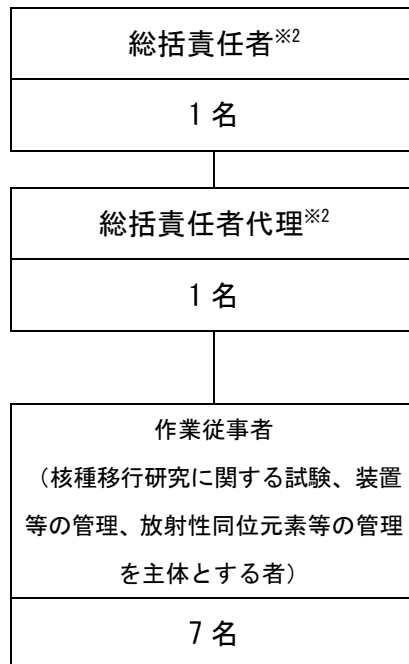 総括責任者※2
1 名
総括責任者代理※2
1 名
作業従事者
（核種移行研究に関する試験、装置
等の管理、放射性同位元素等の管理
を主体とする者）
7 名